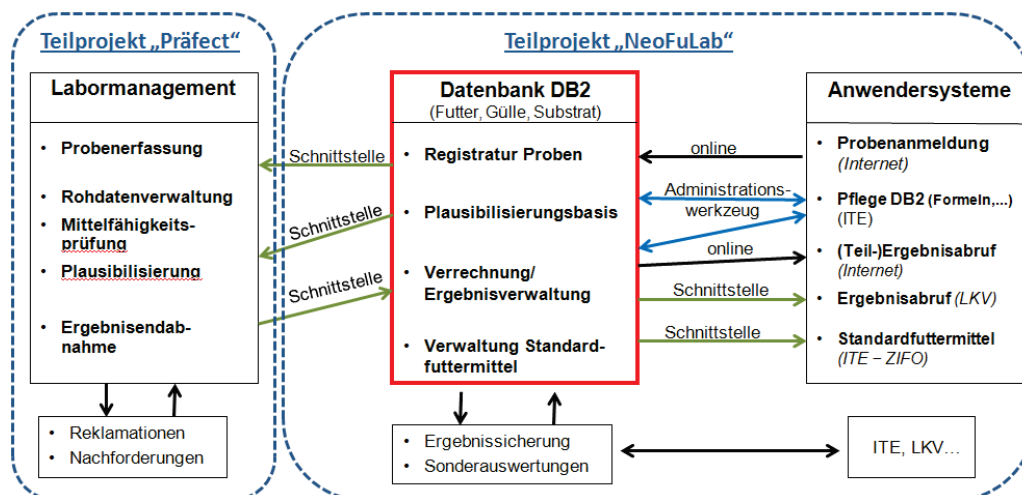 Teilprojekt „Präfect“
Labormanagement
• Probenerfassung
• Rohdatenverwaltung
• Mittelfähigkeits-
prüfung
• Plausibilisierung
• Ergebnisendab-
nahme
• Reklamationen
• Nachforderungen
Schnittstelle
Schnittstelle
Schnittstelle
Teilprojekt „NeoFuLab“
Datenbank DB2
(Futter, Gülle, Substrat)
• Registratur Proben
• Plausibilisierungsbasis
• Verrechnung/
Ergebnisverwaltung
• Verwaltung Standard-
futtermittel
• Ergebnissicherung
• Sonderauswertungen
online
Administrations-
werkzeug
online
Schnittstelle
Schnittstelle
Anwendersysteme
• Probenanmeldung
(Internet)
• Pflege DB2 (Formeln,...)
(ITE)
• (Teil-)Ergebnisabruf
(Internet)
• Ergebnisabruf (LKV)
• Standardfuttermittel
(ITE – ZIFO)
ITE, LKV...